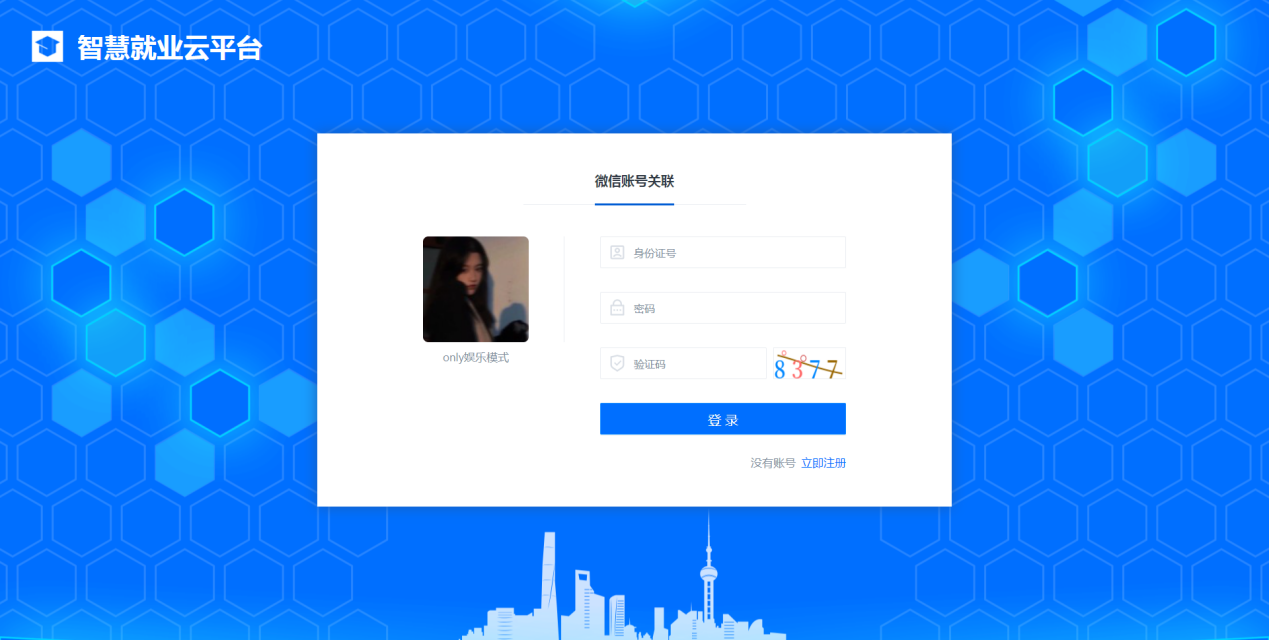 智慧就业云平台
微信账号关联
only娱乐模式
身份证号
密码
验证码
8377
登 录
没有账号 立即注册